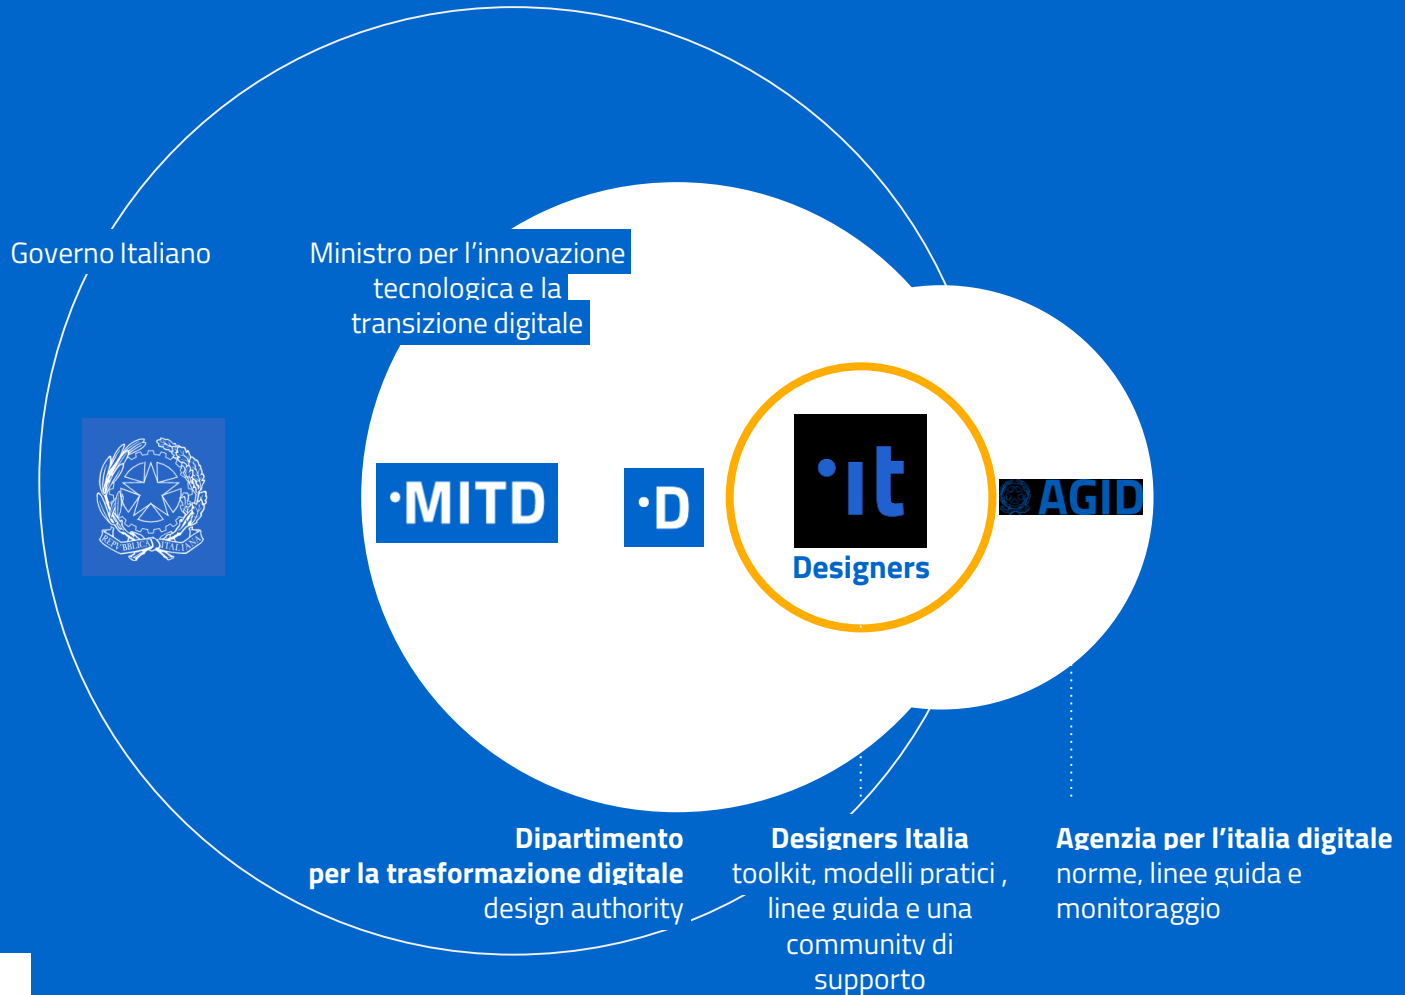 Governo Italiano
Ministro per l'innovazione
tecnologica e la
transizione digitale
REPVBBLICA ITALIANA
·MITD
·D
·it
Designers
AGID
Dipartimento
per la trasformazione digitale
design authority
Designers Italia
toolkit, modelli pratici ,
linee guida e una
community di
supporto
Agenzia per l'italia digitale
norme, linee guida e
monitoraggio